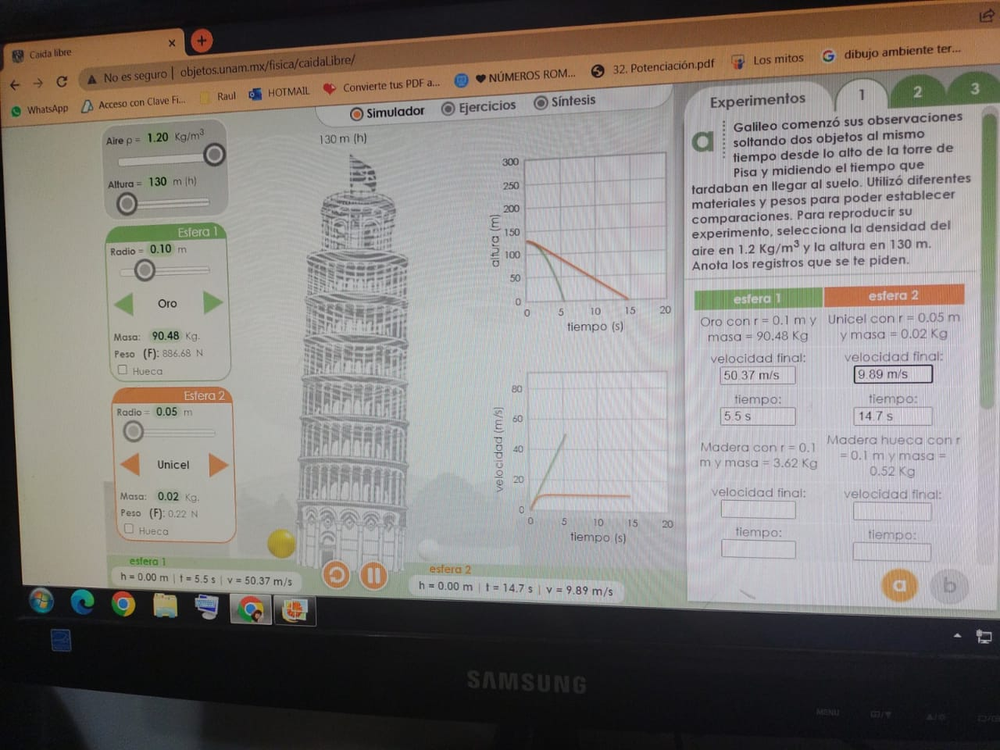 Caída libre
No es seguro | objetos.unam.mx/fisica/caidaLibre/
WhatsApp
Acceso con Clave Fi...
Raul
HOTMAIL
Convierte tus PDF a...
NÚMEROS ROM...
32. Potenciación.pdf
Los mitos
dibujo ambiente ter...
Simulador
Ejercicios
Síntesis
Aire ρ = 1.20 Kg/m³
Altura = 130 m (h)
Esfera 1
Radio = 0.10 m
Oro
Masa: 90.48 Kg.
Peso (F): 886.68 N
Hueca
Esfera 2
Radio = 0.05 m
Unicel
Masa: 0.02 Kg.
Peso (F): 0.22 N
Hueca
130 m (h)
altura (m)
300
250
200
150
100
50
0
0 5 10 15 20
tiempo (s)
velocidad (m/s)
80
60
40
20
0
0 5 10 15 20
tiempo (s)
esfera 1
h = 0.00 m | t = 5.5 s | v = 50.37 m/s
esfera 2
h = 0.00 m | t = 14.7 s | v = 9.89 m/s
Experimentos 1 2 3
a
Galileo comenzó sus observaciones
soltando dos objetos al mismo
tiempo desde lo alto de la torre de
Pisa y midiendo el tiempo que
tardaban en llegar al suelo. Utilizó diferentes
materiales y pesos para poder establecer
comparaciones. Para reproducir su
experimento, selecciona la densidad del
aire en 1.2 Kg/m³ y la altura en 130 m.
Anota los registros que se te piden.
esfera 1
esfera 2
Oro con r = 0.1 m y
masa = 90.48 Kg
velocidad final:
50.37 m/s
tiempo:
5.5 s
Unicel con r = 0.05 m
y masa = 0.02 Kg
velocidad final:
9.89 m/s
tiempo:
14.7 s
Madera con r = 0.1
m y masa = 3.62 Kg
velocidad final:
tiempo:
Madera hueca con r
= 0.1 m y masa =
0.52 Kg
velocidad final:
tiempo:
a
b
SAMSUNG
MENU